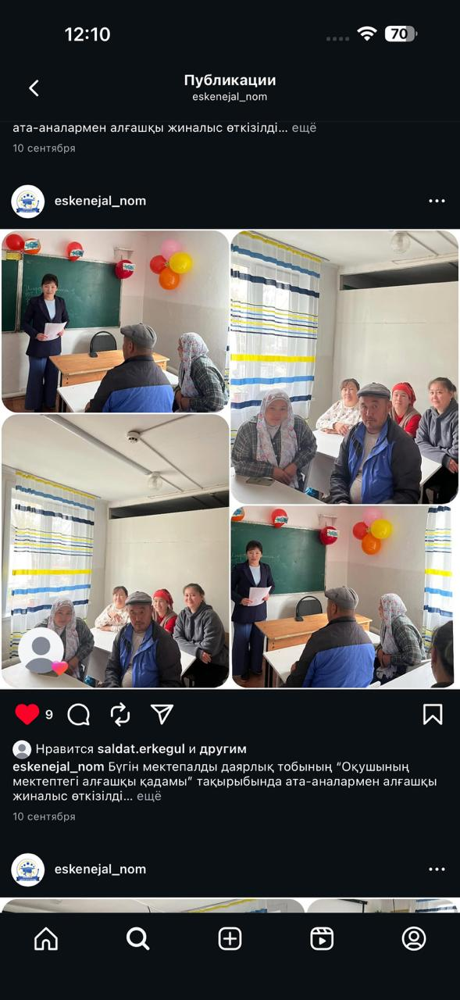 12:10
70
Публикации
eskenejal_nom
ата-аналармен алғашқы жиналыс өткізілді... ещё
10 сентября
eskenejal_nom
9
Нравится saldat.erkegul и другим
eskenejal_nom Бүгін мектепалды даярлық тобының “Оқушының
мектептегі алғашқы қадамы” тақырыбында ата-аналармен алғашқы
жиналыс өткізілді... ещё
10 сентября
eskenejal_nom